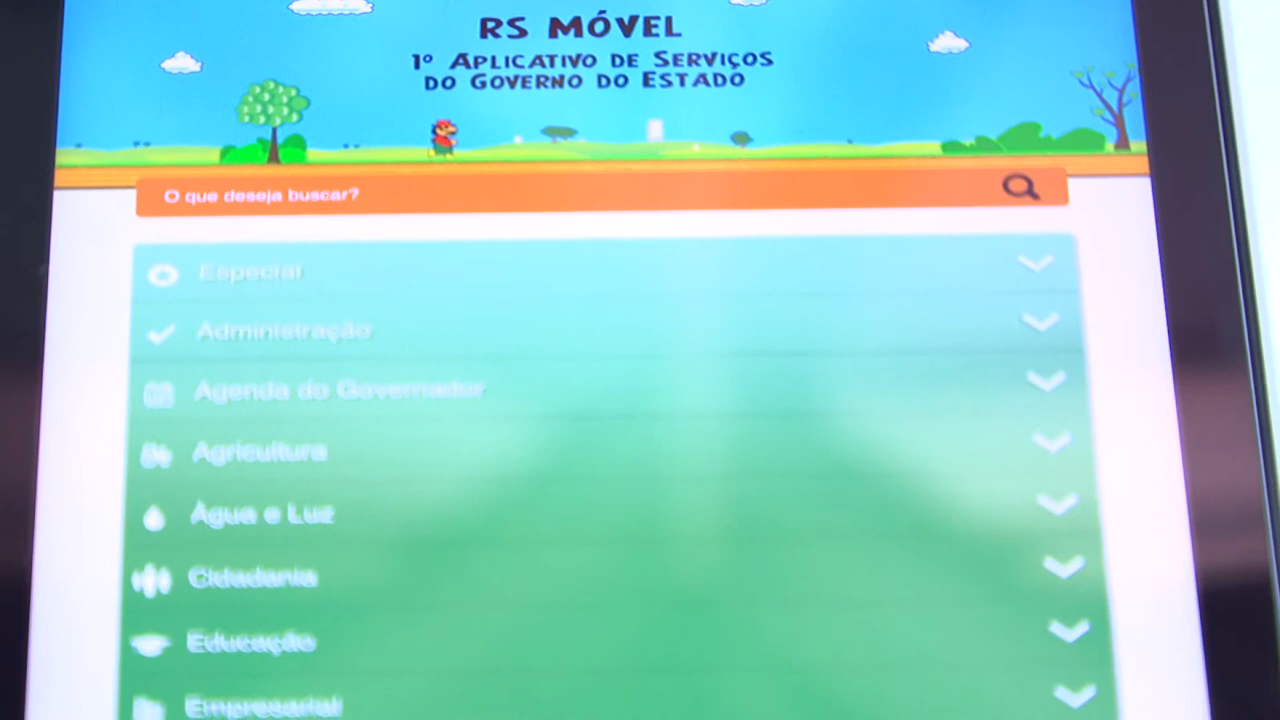 RS MÓVEL
1º APLICATIVO DE SERVIÇOS
DO GOVERNO DO ESTADO
O que deseja buscar?
Especial
Administração
Agenda do Governador
Agricultura
Água e Luz
Cidadania
Educação
Empresarial